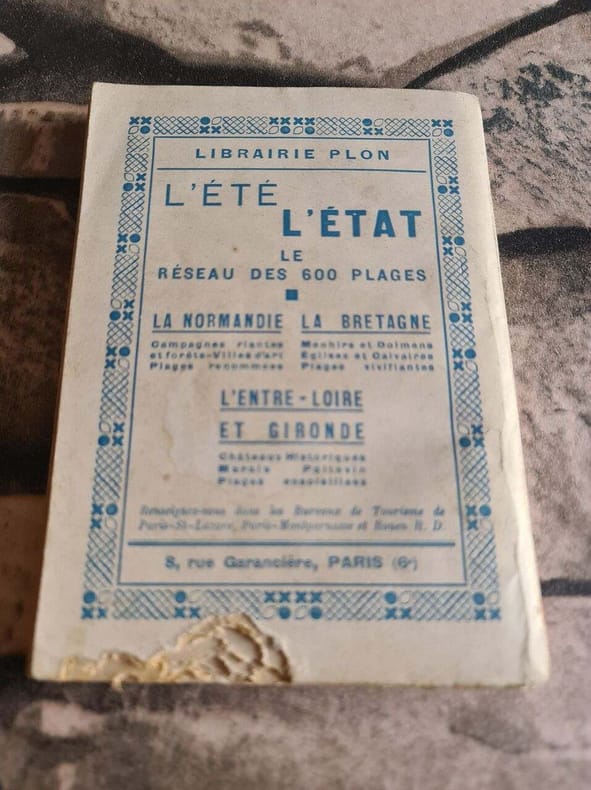 LIBRAIRIE PLON
L'ÉTÉ
L'ÉTAT
LE
RÉSEAU DES 600 PLAGES
LA NORMANDIE
Campagnes riantes
et forêts-Villes d'art
Plages renommées
LA BRETAGNE
Menhirs et Dolmens
Églises et Calvaires
Plages vivifiantes
L'ENTRE-LOIRE
ET GIRONDE
Châteaux Historiques
Marais Poitevin
Plages ensoleillées
Renseignez-vous dans les Bureaux de Tourisme de
Paris-St-Lazare, Paris-Montparnasse et Rouen R. D.
8, rue Garancière, PARIS (6e)